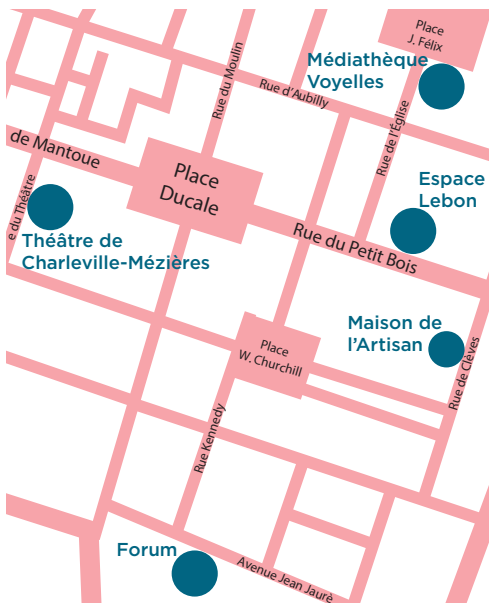 Place
J. Félix
Médiathèque
Voyelles
Rue du Moulin
Rue d'Aubilly
Rue de l'Église
de Mantoue
Place
Ducale
Espace
Lebon
e du Théâtre
Théâtre de
Charleville-Mézières
Rue du Petit Bois
Maison de
l'Artisan
Place
W. Churchill
Rue de Clèves
Rue Kennedy
Forum
Avenue Jean Jaurè